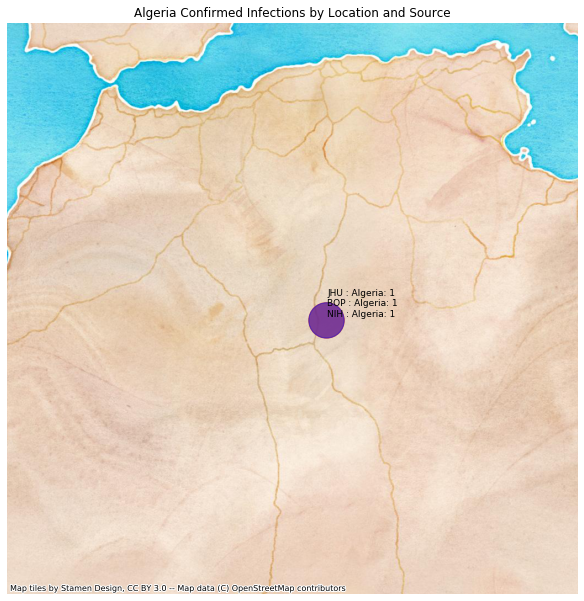 Algeria Confirmed Infections by Location and Source
JHU : Algeria: 1
BOP : Algeria: 1
NIH : Algeria: 1
Map tiles by Stamen Design, CC BY 3.0 -- Map data (C) OpenStreetMap contributors